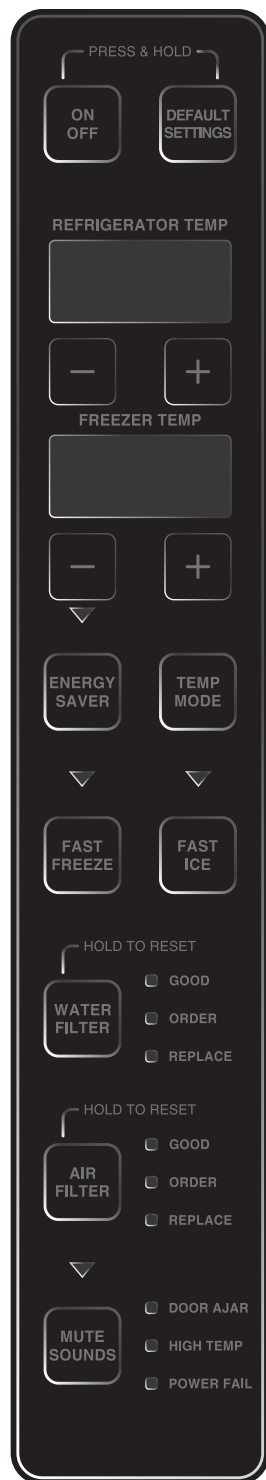 PRESS & HOLD
ON
OFF
DEFAULT
SETTINGS
REFRIGERATOR TEMP
− +
FREEZER TEMP
− +
ENERGY
SAVER
TEMP
MODE
FAST
FREEZE
FAST
ICE
HOLD TO RESET
WATER
FILTER
GOOD
ORDER
REPLACE
HOLD TO RESET
AIR
FILTER
GOOD
ORDER
REPLACE
MUTE
SOUNDS
DOOR AJAR
HIGH TEMP
POWER FAIL